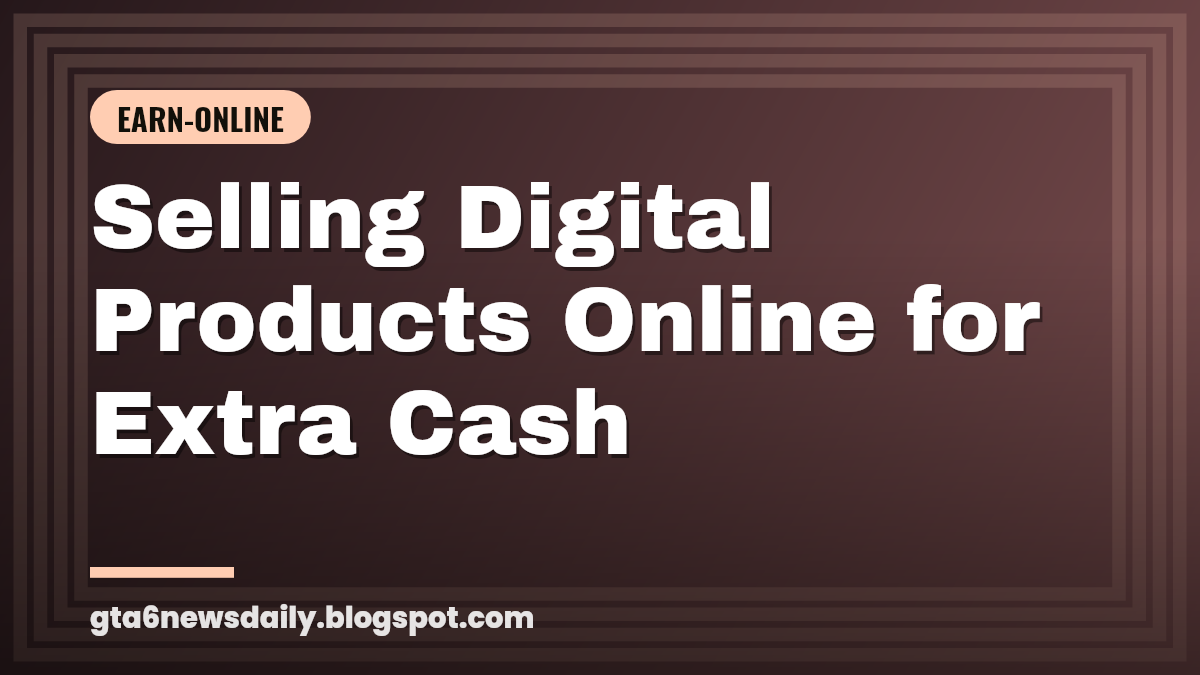 EARN-ONLINE
Selling Digital
Products Online for
Extra Cash
gta6newsdaily.blogspot.com